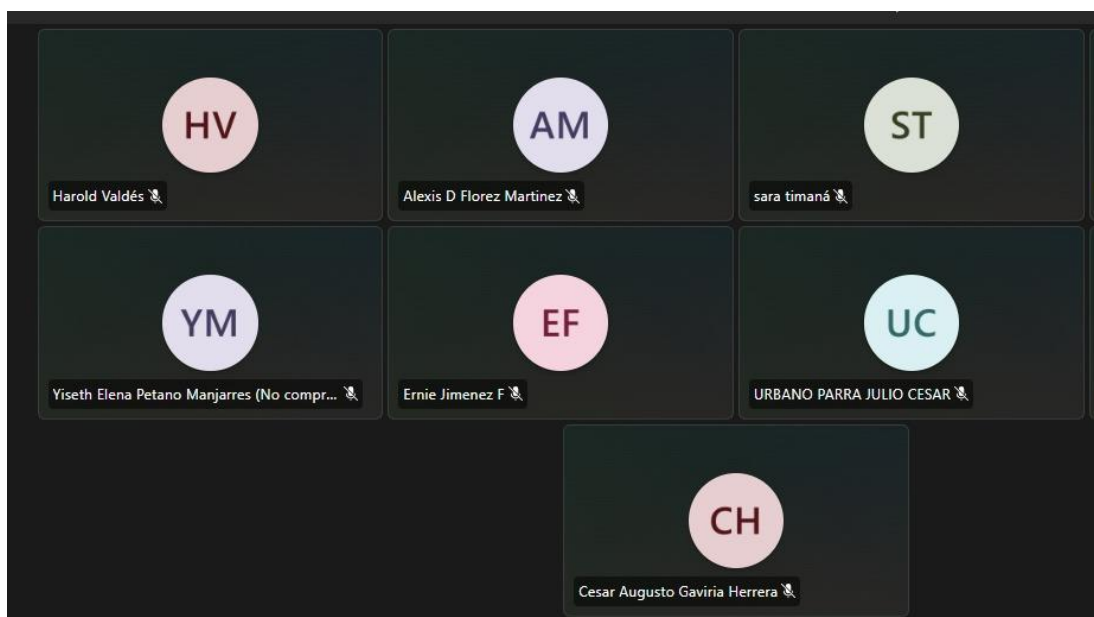 HV
Harold Valdés
AM
Alexis D Florez Martinez
ST
sara timaná
YM
Yiseth Elena Petano Manjarres (No compr...
EF
Ernie Jimenez F
UC
URBANO PARRA JULIO CESAR
CH
Cesar Augusto Gaviria Herrera